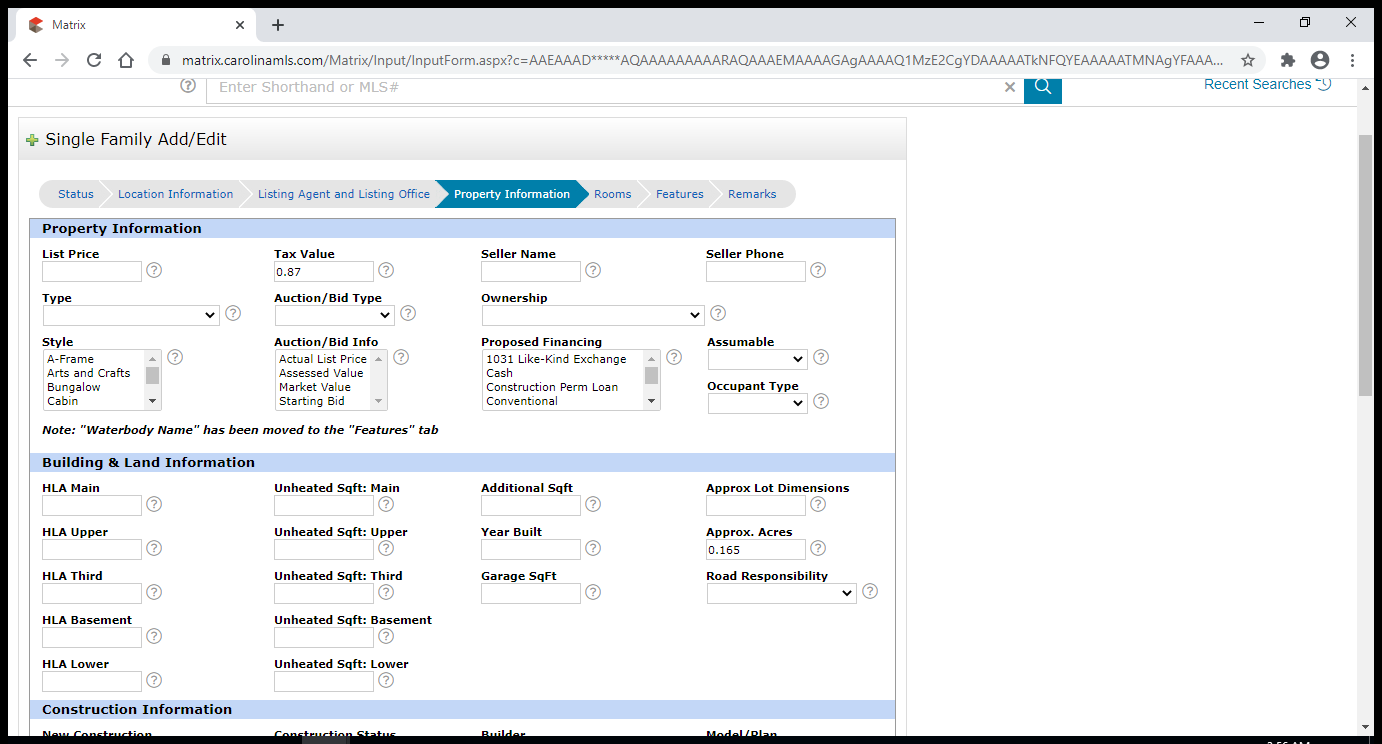 Matrix
matrix.carolinamls.com/Matrix/Input/InputForm.aspx?c=AAEAAAD*****AQAAAAAAAAARAQAAAEMAAAAGAgAAAAQ1MzE2CgYDAAAAATkNFQYEAAAAATMNAgYFAAA...
Enter Shorthand or MLS#
Recent Searches
Single Family Add/Edit
Status Location Information Listing Agent and Listing Office Property Information Rooms Features Remarks
Property Information
List Price Tax Value Seller Name Seller Phone
0.87
Type Auction/Bid Type Ownership
Style Auction/Bid Info Proposed Financing Assumable
A-Frame Actual List Price 1031 Like-Kind Exchange
Arts and Crafts Assessed Value Cash
Bungalow Market Value Construction Perm Loan Occupant Type
Cabin Starting Bid Conventional
Note: "Waterbody Name" has been moved to the "Features" tab
Building & Land Information
HLA Main Unheated Sqft: Main Additional Sqft Approx Lot Dimensions
HLA Upper Unheated Sqft: Upper Year Built Approx. Acres
0.165
HLA Third Unheated Sqft: Third Garage SqFt Road Responsibility
HLA Basement Unheated Sqft: Basement
HLA Lower Unheated Sqft: Lower
Construction Information
New Construction Construction Status Builder Model/Plan